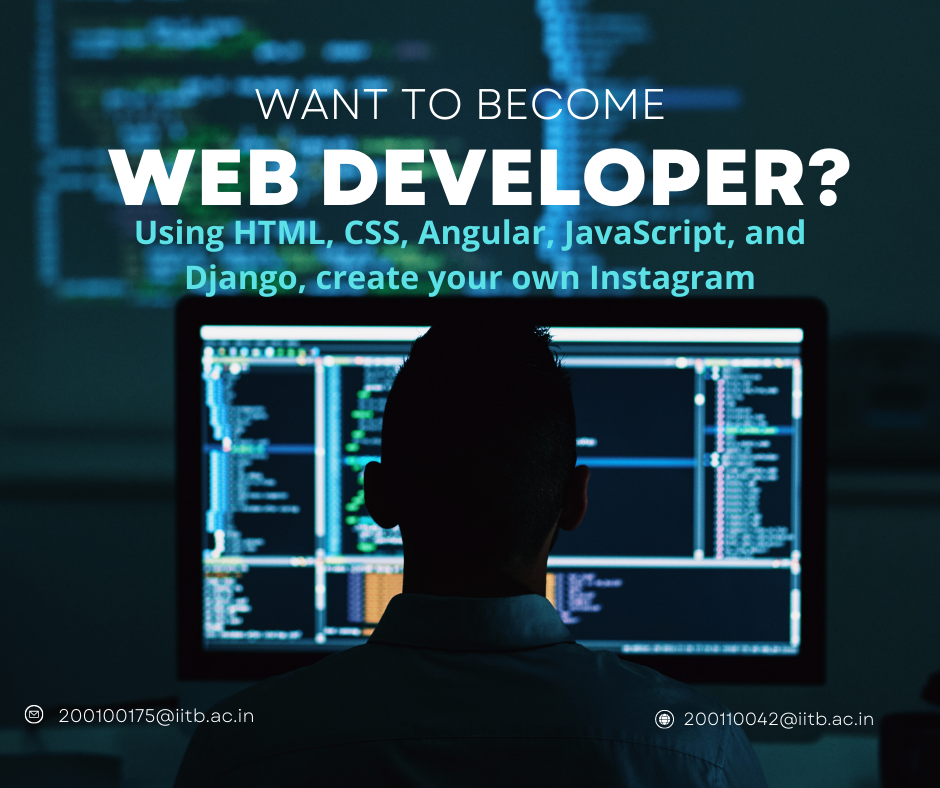 WANT TO BECOME
WEB DEVELOPER?
Using HTML, CSS, Angular, JavaScript, and
Django, create your own Instagram
200100175@iitb.ac.in
200110042@iitb.ac.in